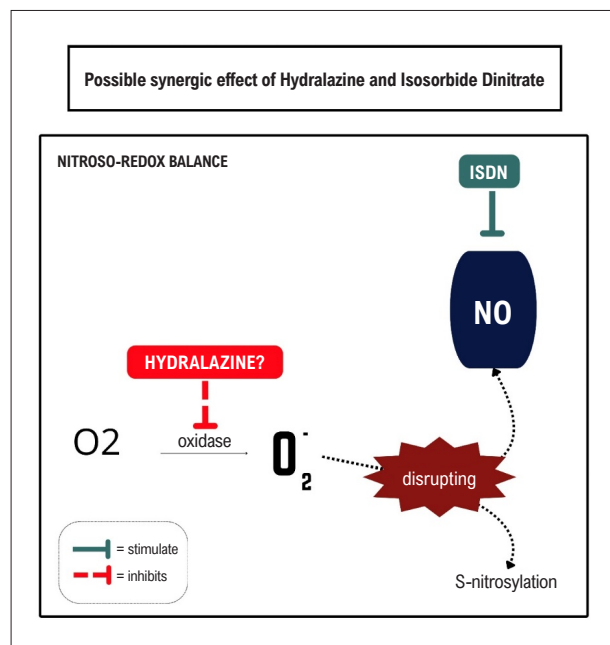 Possible synergic effect of Hydralazine and Isosorbide Dinitrate
NITROSO-REDOX BALANCE
ISDN
NO
HYDRALAZINE?
O2
oxidase
O2-
disrupting
= stimulate
= inhibits
S-nitrosylation